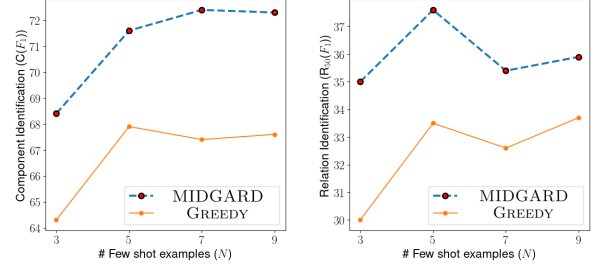 Component Identification (C(F₁))
72
71
70
69
68
67
66
65
64
3 5 7 9
# Few shot examples (N)
MIDGARD
GREEDY
Relation Identification (R₅₀(F₁))
37
36
35
34
33
32
31
30
3 5 7 9
# Few shot examples (N)
MIDGARD
GREEDY